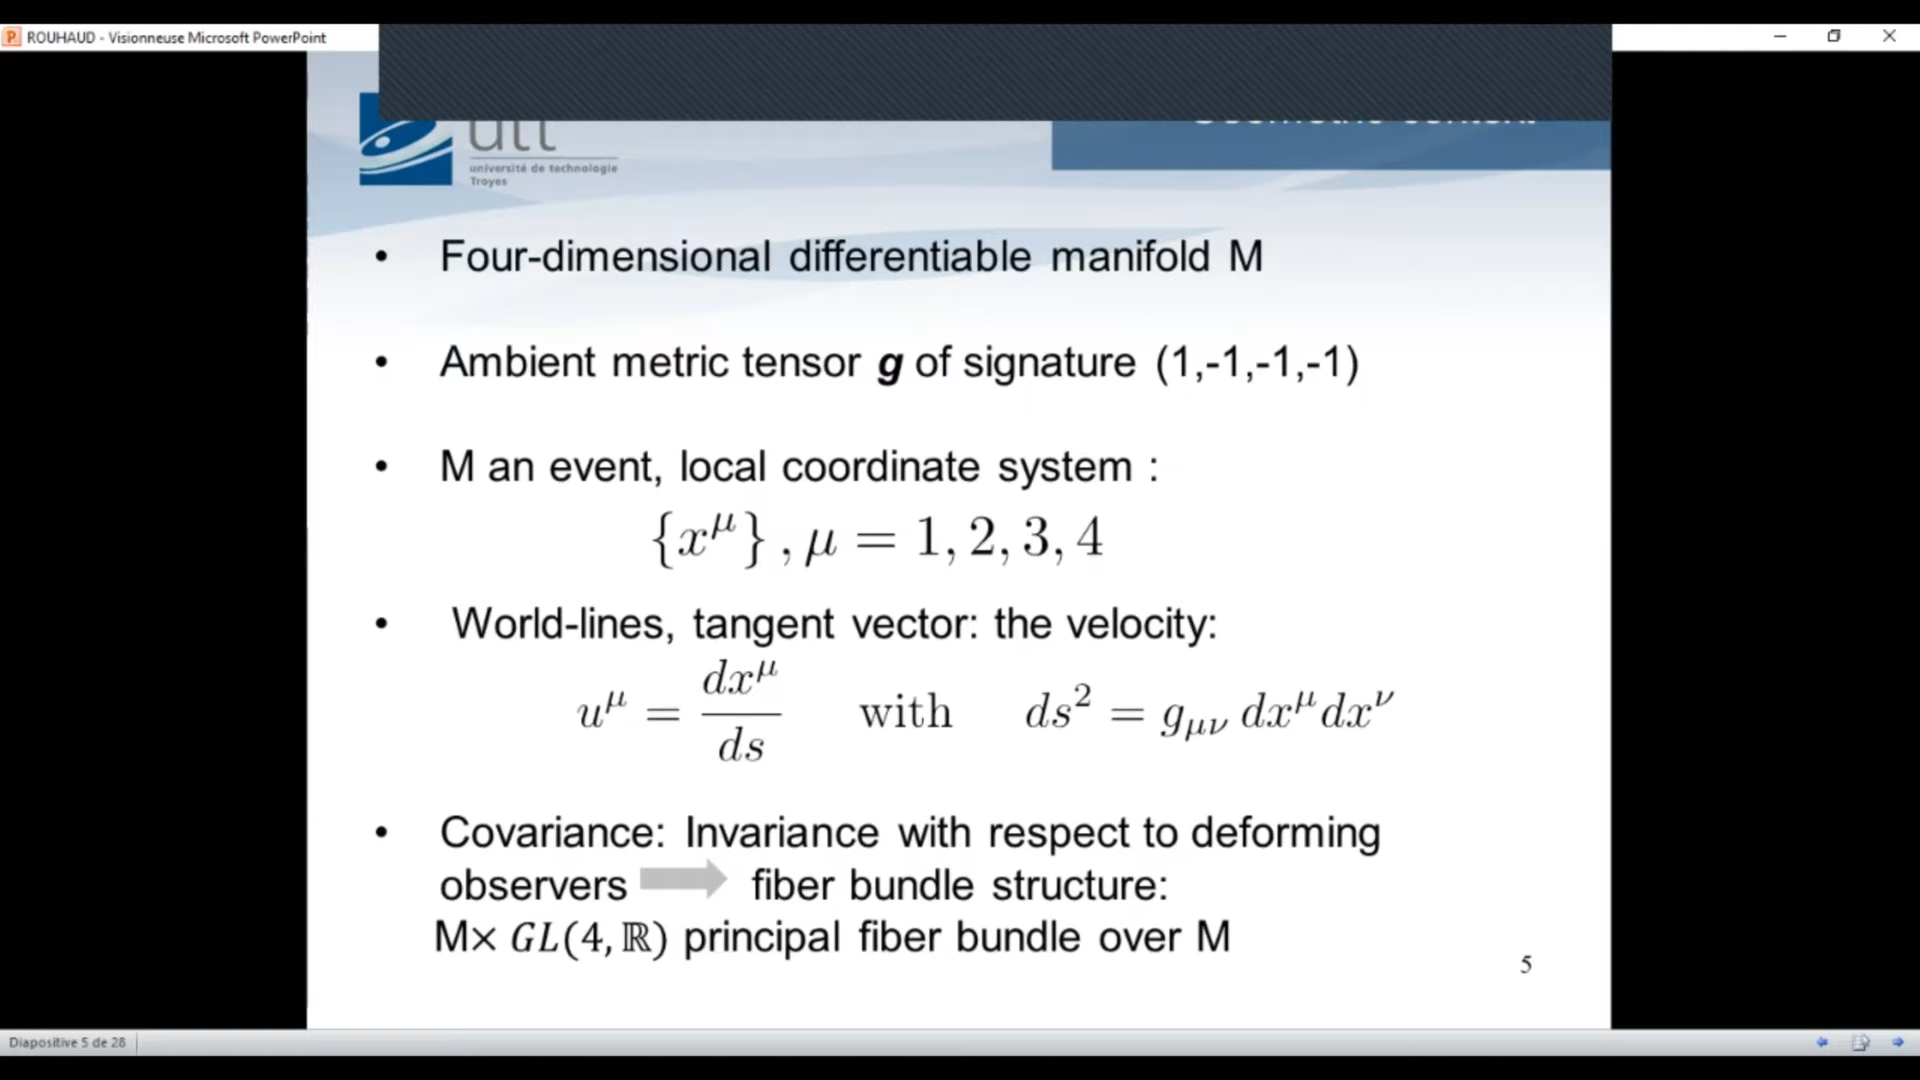 ROUHAUD - Visionneuse Microsoft PowerPoint
utt
université de technologie
Troyes
• Four-dimensional differentiable manifold M
• Ambient metric tensor g of signature (1,-1,-1,-1)
• M an event, local coordinate system :
{x^μ} , μ = 1, 2, 3, 4
• World-lines, tangent vector: the velocity:
u^μ = dx^μ/ds with ds² = g_μν dx^μ dx^ν
• Covariance: Invariance with respect to deforming
observers ➡ fiber bundle structure:
M× GL(4, ℝ) principal fiber bundle over M
5
Diapositive 5 de 28